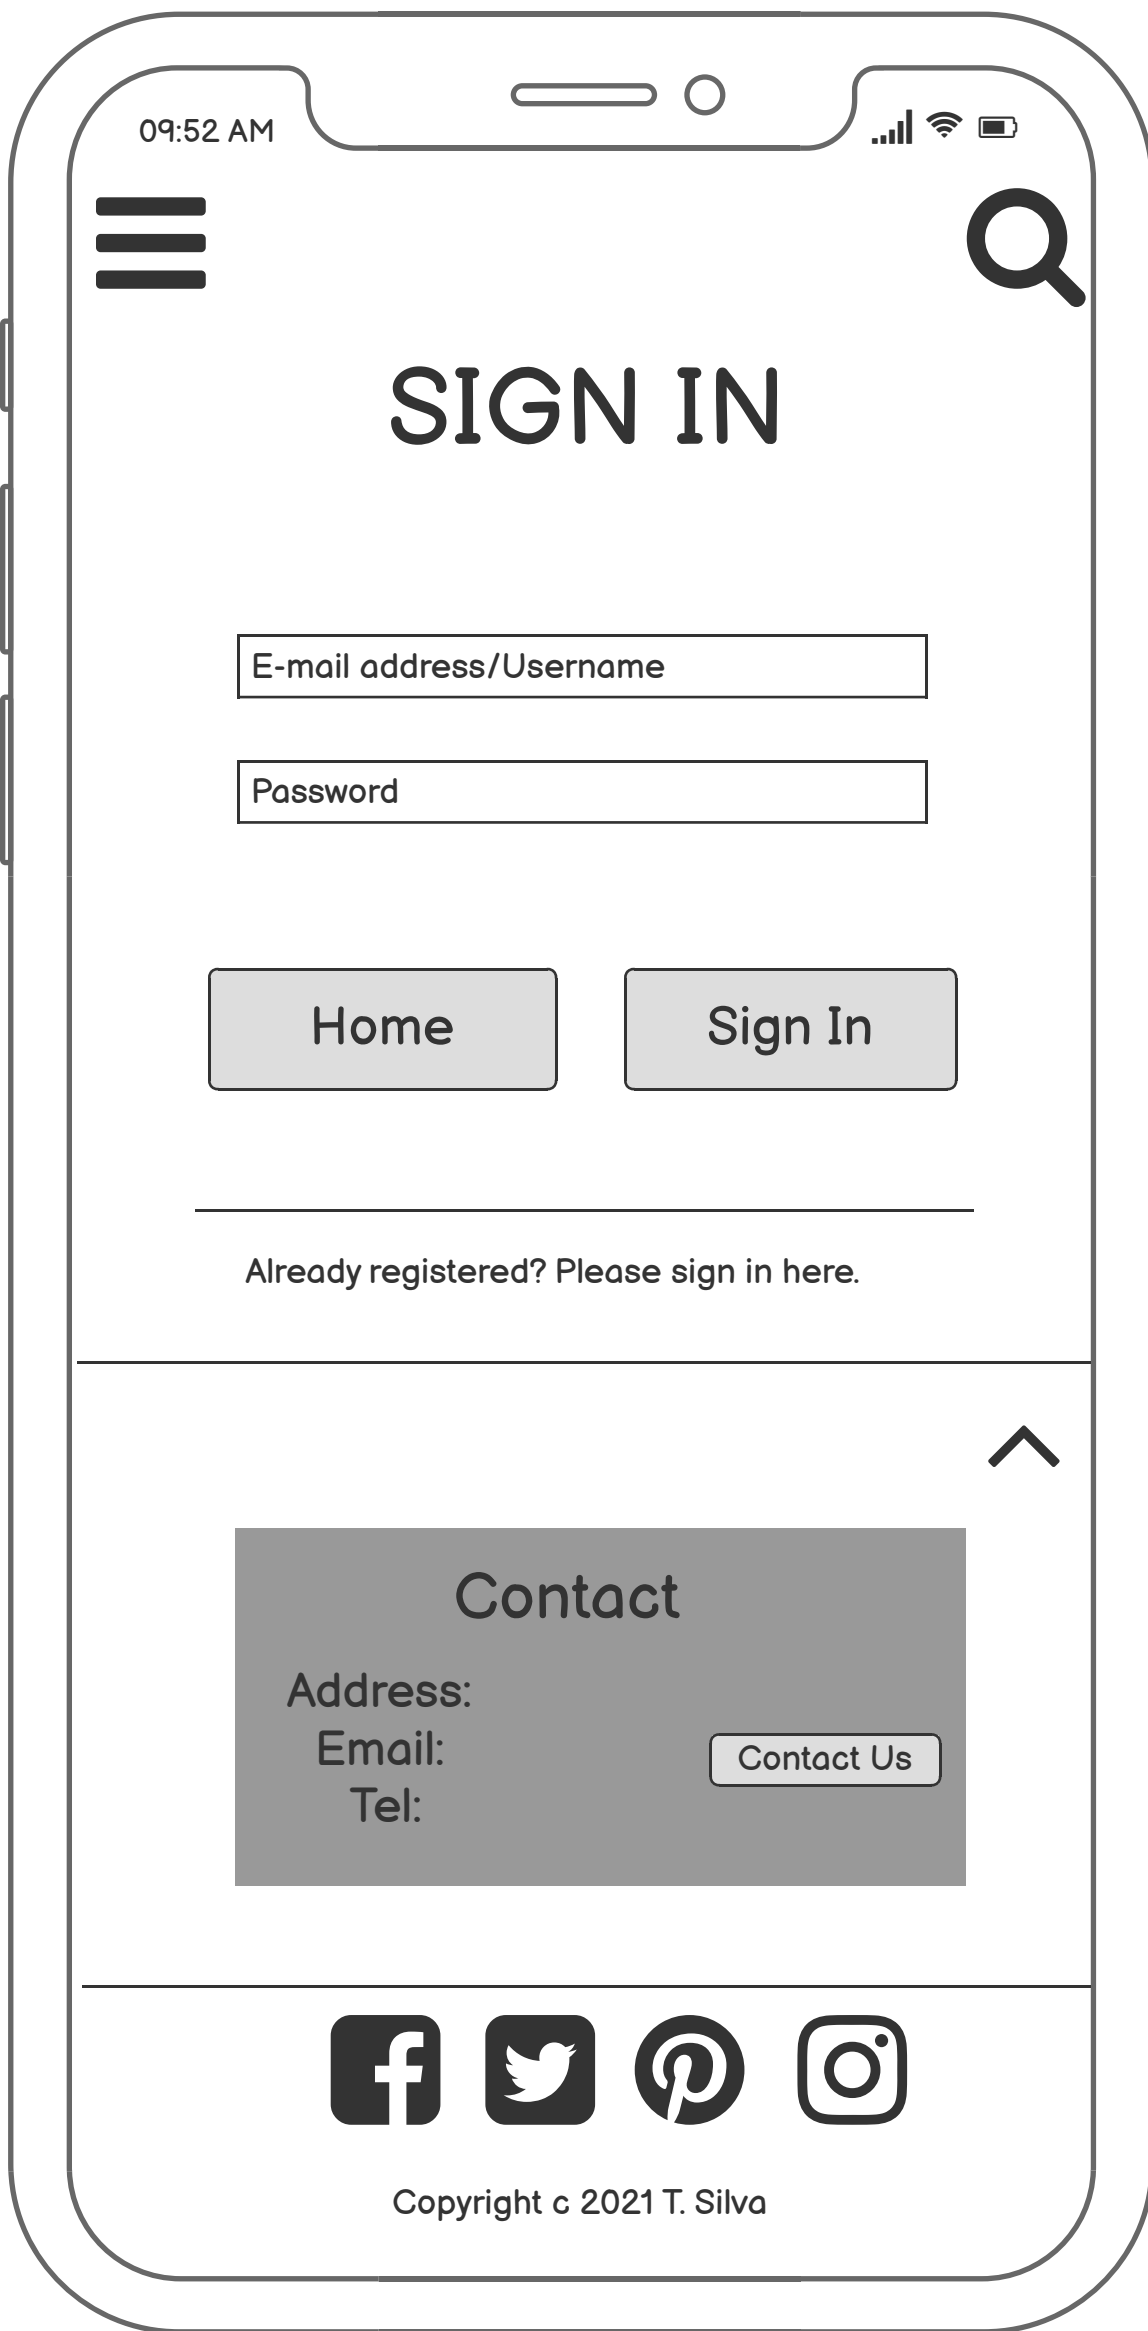 09:52 AM
SIGN IN
E-mail address/Username
Password
Home
Sign In
Already registered? Please sign in here.
Contact
Address:
Email:
Tel:
Contact Us
Copyright c 2021 T. Silva